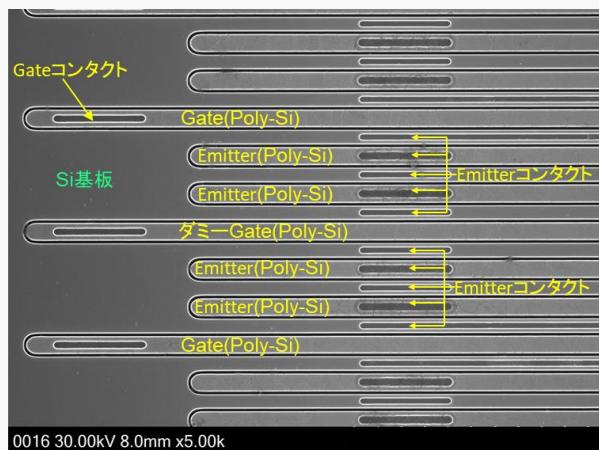 Gateコンタクト
Gate(Poly-Si)
Emitter(Poly-Si)
Si基板
Emitterコンタクト
Emitter(Poly-Si)
ダミーGate(Poly-Si)
Emitter(Poly-Si)
Emitterコンタクト
Emitter(Poly-Si)
Gate(Poly-Si)
0016 30.00kV 8.0mm x5.00k